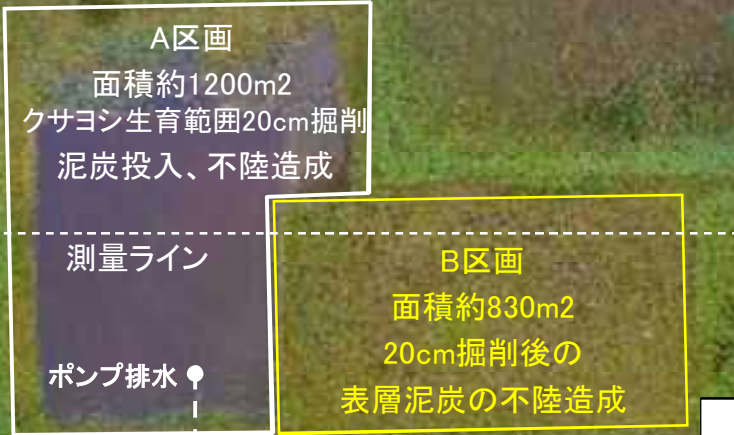 A区画
面積約1200m2
クサヨシ生育範囲20cm掘削
泥炭投入、不陸造成
測量ライン
ポンプ排水
B区画
面積約830m2
20cm掘削後の
表層泥炭の不陸造成